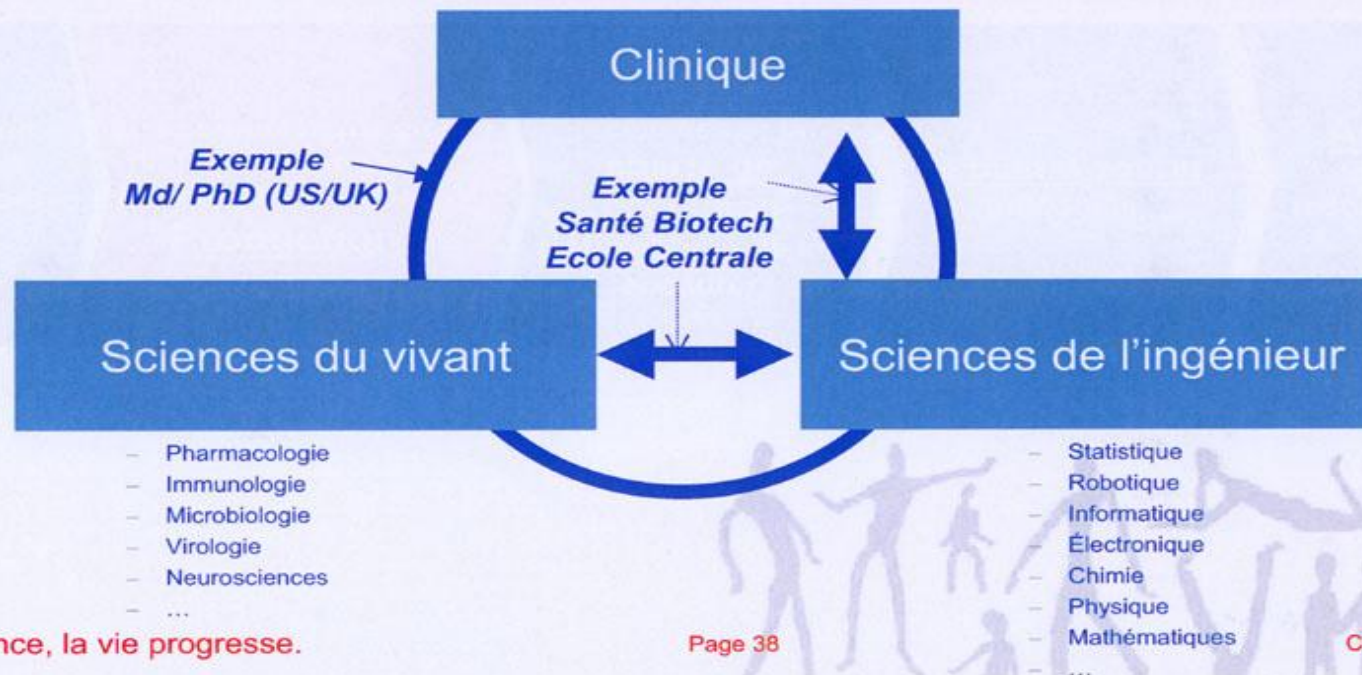 Clinique
Exemple
Md/ PhD (US/UK)
Exemple
Santé Biotech
Ecole Centrale
Sciences du vivant
Sciences de l'ingénieur
– Pharmacologie
– Immunologie
– Microbiologie
– Virologie
– Neurosciences
– ...
– Statistique
– Robotique
– Informatique
– Électronique
– Chimie
– Physique
– Mathématiques
– ...
la vie progresse.
Page 38